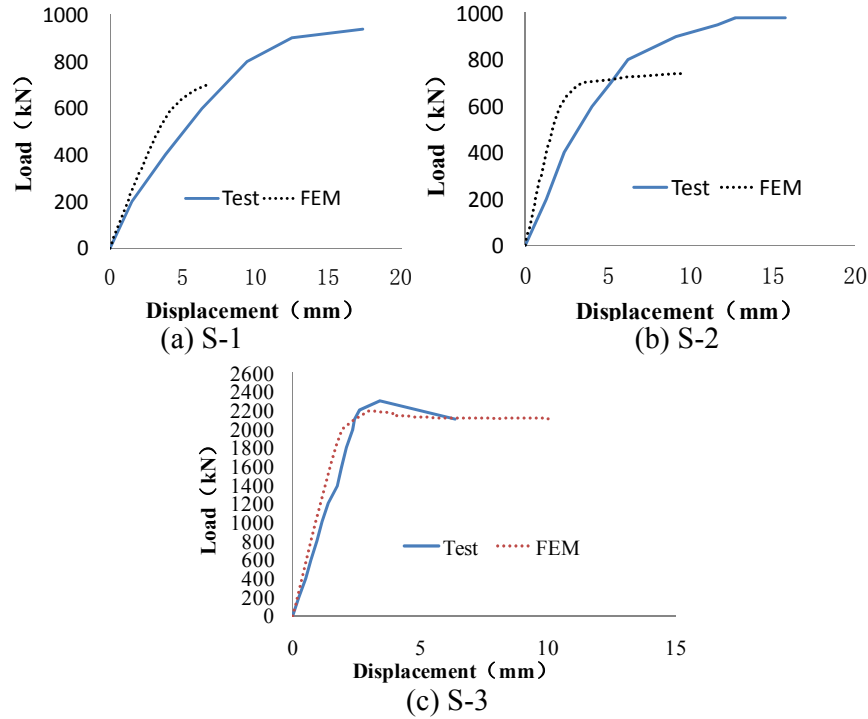 1000
800
600
400
200
0
Load（kN）
Test
FEM
0 5 10 15 20
Displacement（mm）
(a) S-1
1000
800
600
400
200
0
Load（kN）
Test
FEM
0 5 10 15 20
Displacement（mm）
(b) S-2
2600
2400
2200
2000
1800
1600
1400
1200
1000
800
600
400
200
0
Load（kN）
Test
FEM
0 5 10 15
Displacement（mm）
(c) S-3